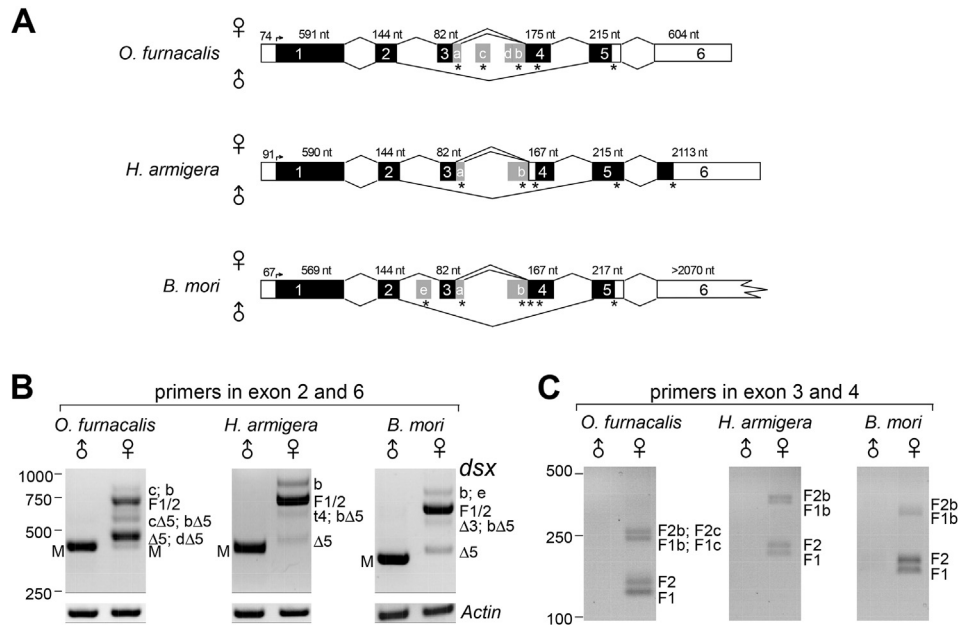 A
♀
O. furnacalis
♂
74 591 nt 144 nt 82 nt 175 nt 215 nt 604 nt
1 2 3 a c d b 4 5 6
* * * * *
♀
H. armigera
♂
91 590 nt 144 nt 82 nt 167 nt 215 nt 2113 nt
1 2 3 a b 4 5 6
* * * * *
♀
B. mori
♂
67 569 nt 144 nt 82 nt 167 nt 217 nt >2070 nt
1 2 e 3 a b 4 5 6
* * *** *
B
primers in exon 2 and 6
O. furnacalis H. armigera B. mori
♂ ♀ ♂ ♀ ♂ ♀
dsx
1000
750
500
250
M
c; b
F1/2
cΔ5; bΔ5
Δ5; dΔ5
M
M
b
F1/2
t4; bΔ5
Δ5
M
b; e
F1/2
Δ3; bΔ5
Δ5
Actin
C
primers in exon 3 and 4
O. furnacalis H. armigera B. mori
♂ ♀ ♂ ♀ ♂ ♀
500
250
100
F2b; F2c
F1b; F1c
F2
F1
F2b
F1b
F2
F1
F2b
F1b
F2
F1